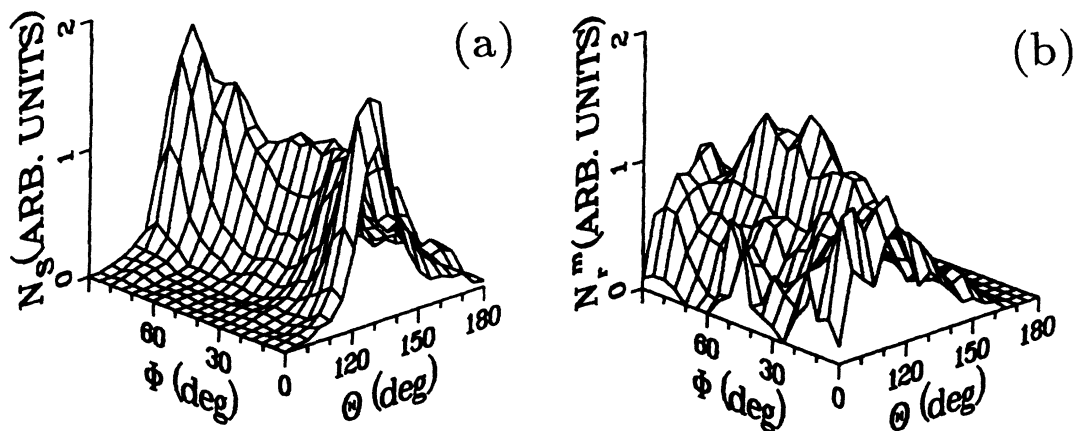 (a)
N_S (ARB. UNITS)
2
1
0
60
30
0
Φ (deg)
120
150
180
Θ (deg)
(b)
N_r^m (ARB. UNITS)
2
1
0
60
30
0
Φ (deg)
120
150
180
Θ (deg)